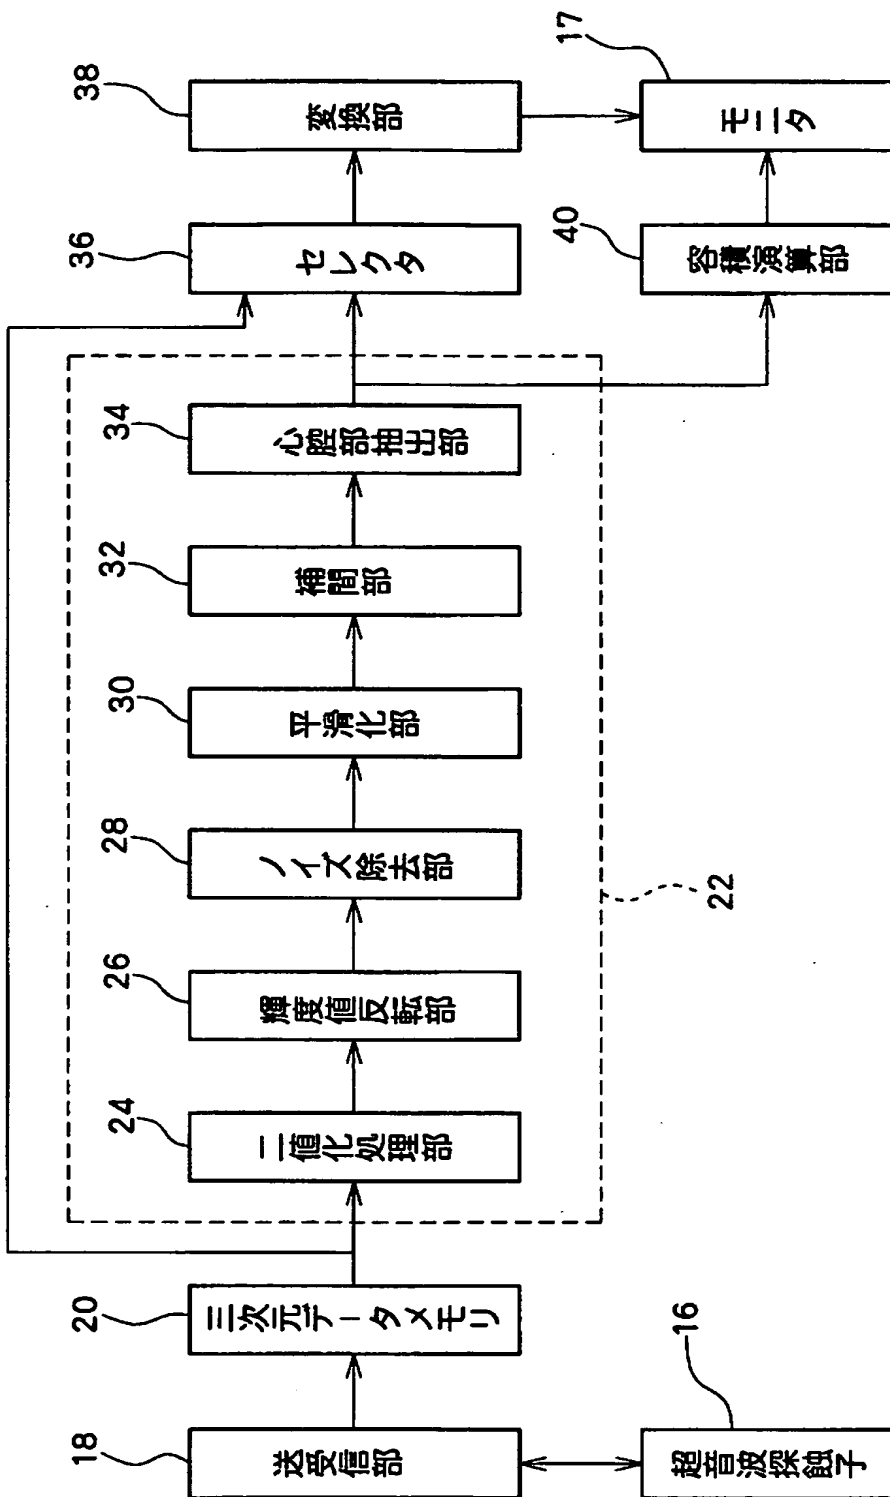 18
送受信部
20
三次元データメモリ
24
二値化処理部
26
輝度値反転部
28
ノイズ除去部
30
平滑化部
32
補間部
34
心腔部抽出部
36
セレクタ
38
変換部
22
16
超音波探触子
40
容積演算部
17
モニタ